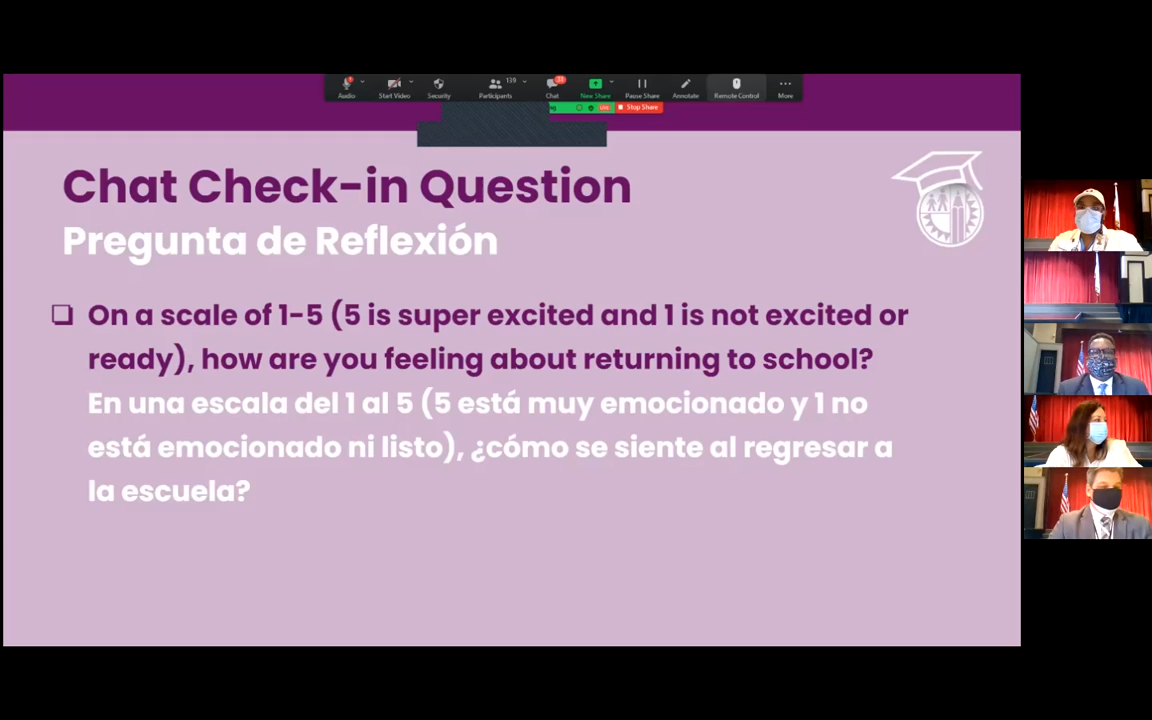 Audio
Start Video
Security
Participants
139
Chat
New Share
Pause Share
Annotate
Remote Control
More
Live
Stop Share
Chat Check-in Question
Pregunta de Reflexión
On a scale of 1-5 (5 is super excited and 1 is not excited or
ready), how are you feeling about returning to school?
En una escala del 1 al 5 (5 está muy emocionado y 1 no
está emocionado ni listo), ¿cómo se siente al regresar a
la escuela?